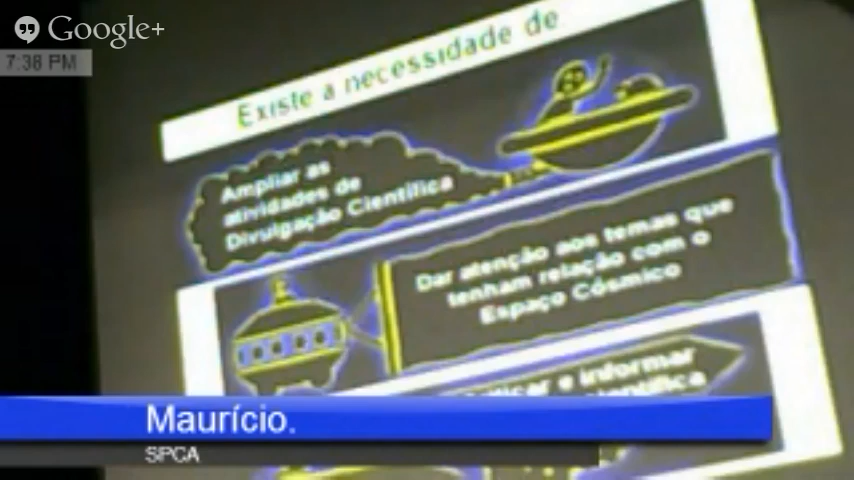 Google+
7:38 PM
Existe a necessidade de
Ampliar as
atividades de
Divulgação Científica
Dar atenção aos temas que
tenham relação com o
Espaço Cósmico
e informar
Maurício.
SPCA